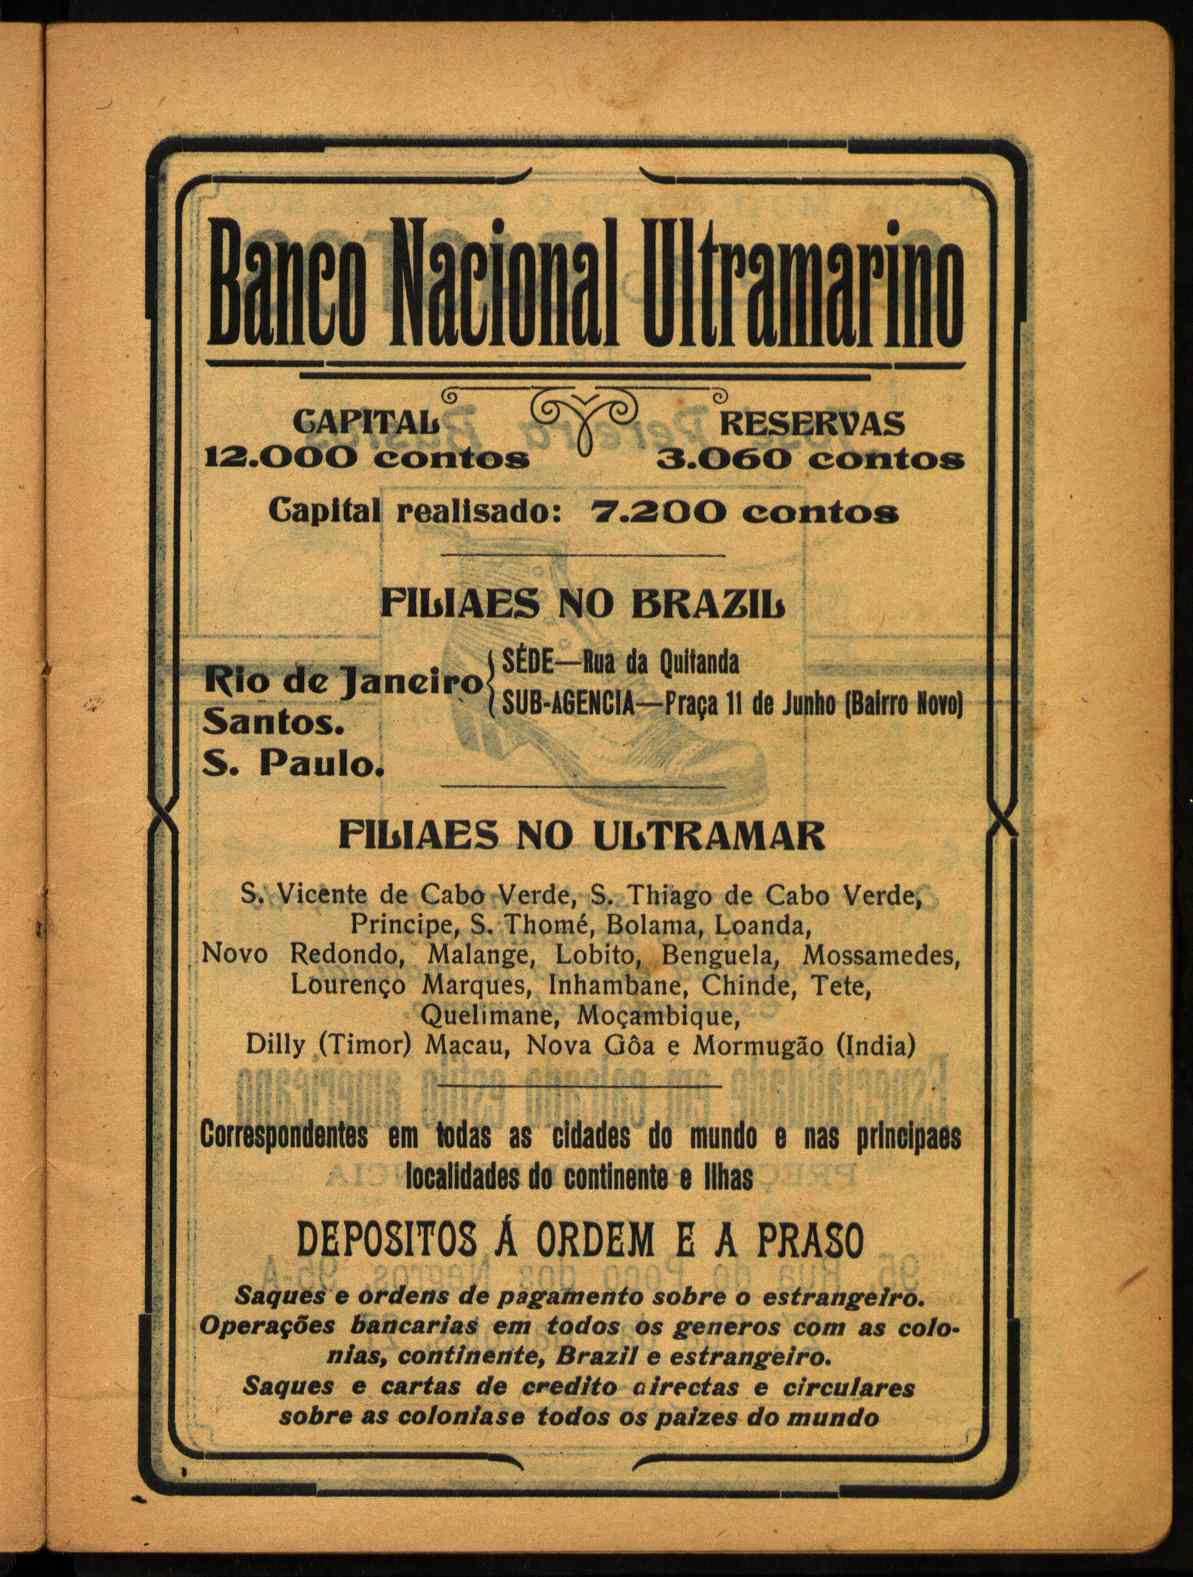 Banco Nacional Ultramarino
CAPITAL
12.000 contos
RESERVAS
3.060 contos
Capital realisado: 7.200 contos
FILIAES NO BRAZIL
Rio de Janeiro
SÉDE—Rua da Quitanda
SUB-AGENCIA—Praça 11 de Junho (Bairro Novo)
Santos.
S. Paulo.
FILIAES NO ULTRAMAR
S. Vicente de Cabo Verde, S. Thiago de Cabo Verde,
Principe, S. Thomé, Bolama, Loanda,
Novo Redondo, Malange, Lobito, Benguela, Mossamedes,
Lourenço Marques, Inhambane, Chinde, Tete,
Quelimane, Moçambique,
Dilly (Timor) Macau, Nova Gôa e Mormugão (India)
Correspondentes em todas as cidades do mundo e nas principaes
localidades do continente e Ilhas
DEPOSITOS Á ORDEM E A PRASO
Saques e ordens de pagamento sobre o estrangeiro.
Operações bancarias em todos os generos com as colo-
nias, continente, Brazil e estrangeiro.
Saques e cartas de credito directas e circulares
sobre as coloniase todos os paizes do mundo